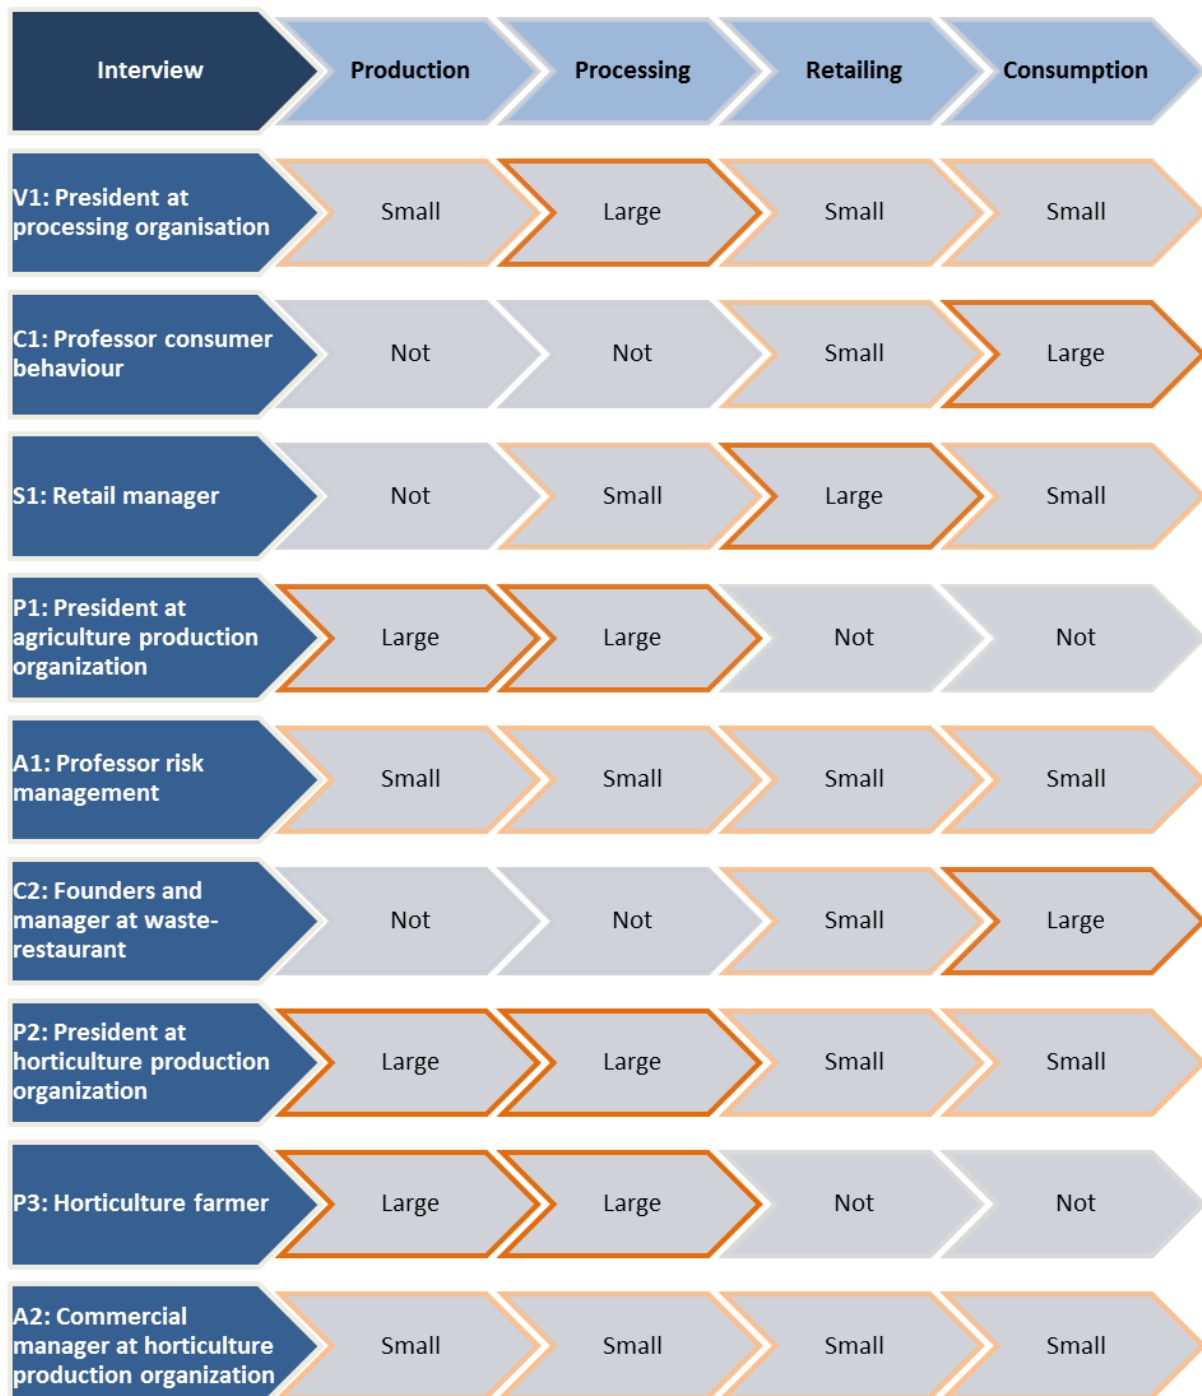 Interview Production Processing Retailing Consumption
V1: President at
processing organisation
Small Large Small Small
C1: Professor consumer
behaviour
Not Not Small Large
S1: Retail manager Not Small Large Small
P1: President at
agriculture production
organization
Large Large Not Not
A1: Professor risk
management
Small Small Small Small
C2: Founders and
manager at waste-
restaurant
Not Not Small Large
P2: President at
horticulture production
organization
Large Large Small Small
P3: Horticulture farmer Large Large Not Not
A2: Commercial
manager at horticulture
production organization
Small Small Small Small